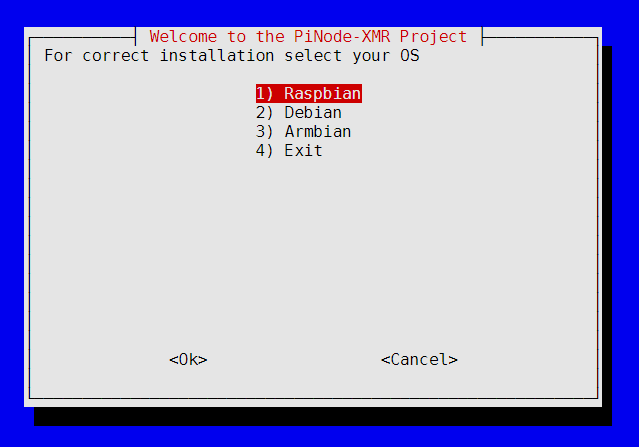 Welcome to the PiNode-XMR Project
For correct installation select your OS
1) Raspbian
2) Debian
3) Armbian
4) Exit
<Ok> <Cancel>